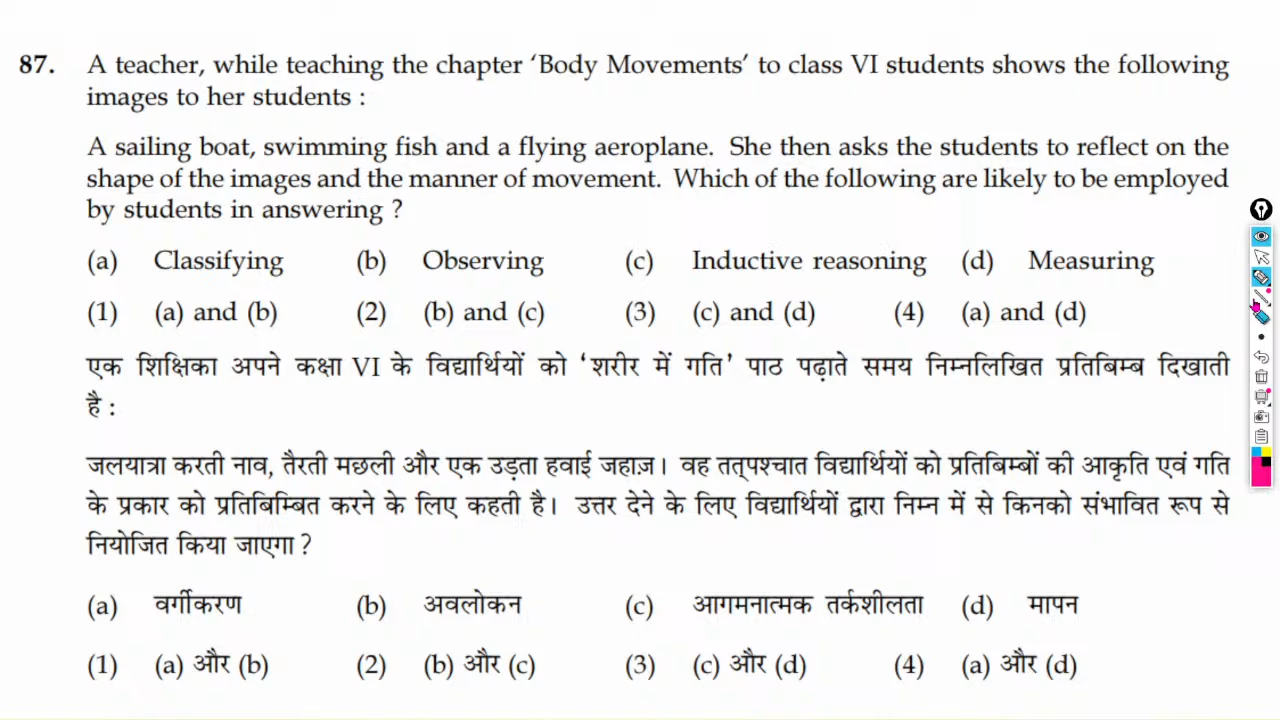 87. A teacher, while teaching the chapter ‘Body Movements’ to class VI students shows the following
images to her students :
A sailing boat, swimming fish and a flying aeroplane. She then asks the students to reflect on the
shape of the images and the manner of movement. Which of the following are likely to be employed
by students in answering ?
(a) Classifying (b) Observing (c) Inductive reasoning (d) Measuring
(1) (a) and (b) (2) (b) and (c) (3) (c) and (d) (4) (a) and (d)
एक शिक्षिका अपने कक्षा VI के विद्यार्थियों को ‘शरीर में गति’ पाठ पढ़ाते समय निम्नलिखित प्रतिबिम्ब दिखाती
है :
जलयात्रा करती नाव, तैरती मछली और एक उड़ता हवाई जहाज़। वह तत्पश्चात विद्यार्थियों को प्रतिबिम्बों की आकृति एवं गति
के प्रकार को प्रतिबिम्बित करने के लिए कहती है। उत्तर देने के लिए विद्यार्थियों द्वारा निम्न में से किनको संभावित रूप से
नियोजित किया जाएगा ?
(a) वर्गीकरण (b) अवलोकन (c) आगमनात्मक तर्कशीलता (d) मापन
(1) (a) और (b) (2) (b) और (c) (3) (c) और (d) (4) (a) और (d)